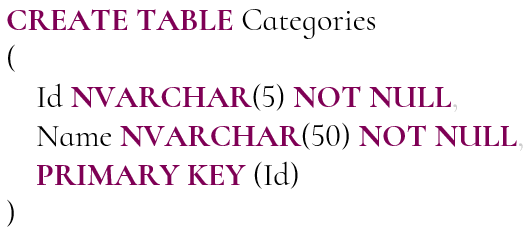 CREATE TABLE Categories
(
Id NVARCHAR(5) NOT NULL,
Name NVARCHAR(50) NOT NULL,
PRIMARY KEY (Id)
)